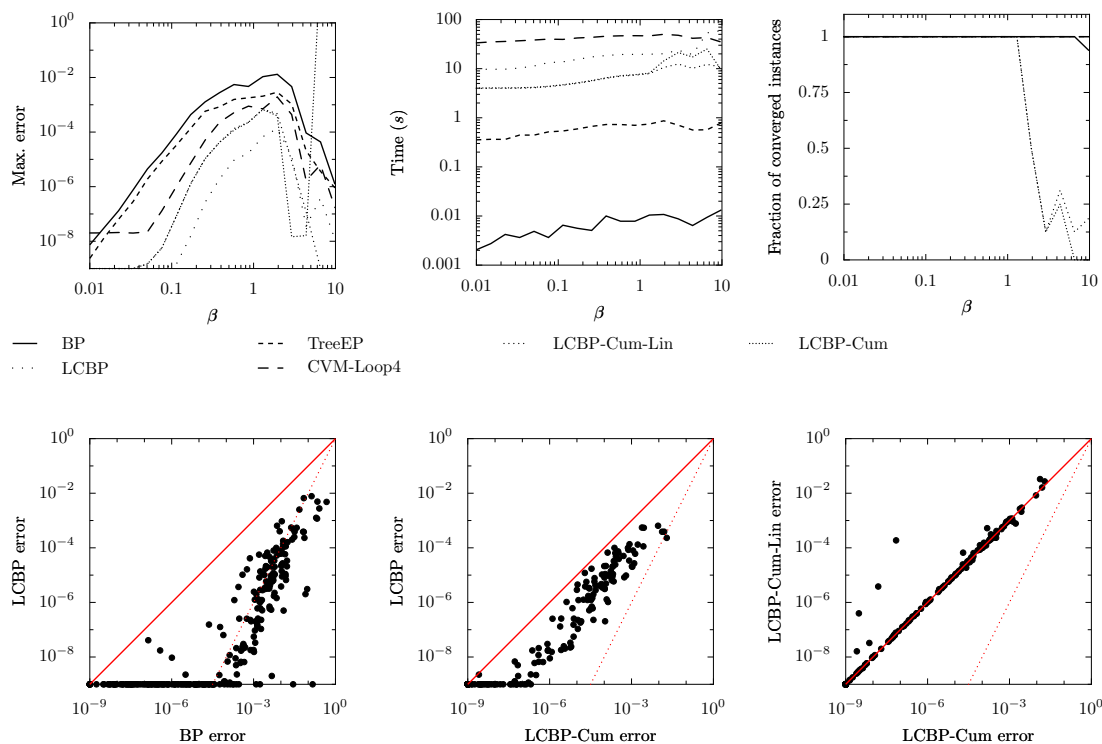 Max. error
10^0
10^−2
10^−4
10^−6
10^−8
0.01 0.1 1 10
β
Time (s)
100
10
1
0.1
0.01
0.001
0.01 0.1 1 10
β
Fraction of converged instances
1
0.75
0.5
0.25
0
0.01 0.1 1 10
β
BP
TreeEP
LCBP-Cum-Lin
LCBP-Cum
LCBP
CVM-Loop4
LCBP error
10^0
10^−2
10^−4
10^−6
10^−8
10^−9 10^−6 10^−3 10^0
BP error
LCBP error
10^0
10^−2
10^−4
10^−6
10^−8
10^−9 10^−6 10^−3 10^0
LCBP-Cum error
LCBP-Cum-Lin error
10^0
10^−2
10^−4
10^−6
10^−8
10^−9 10^−6 10^−3 10^0
LCBP-Cum error